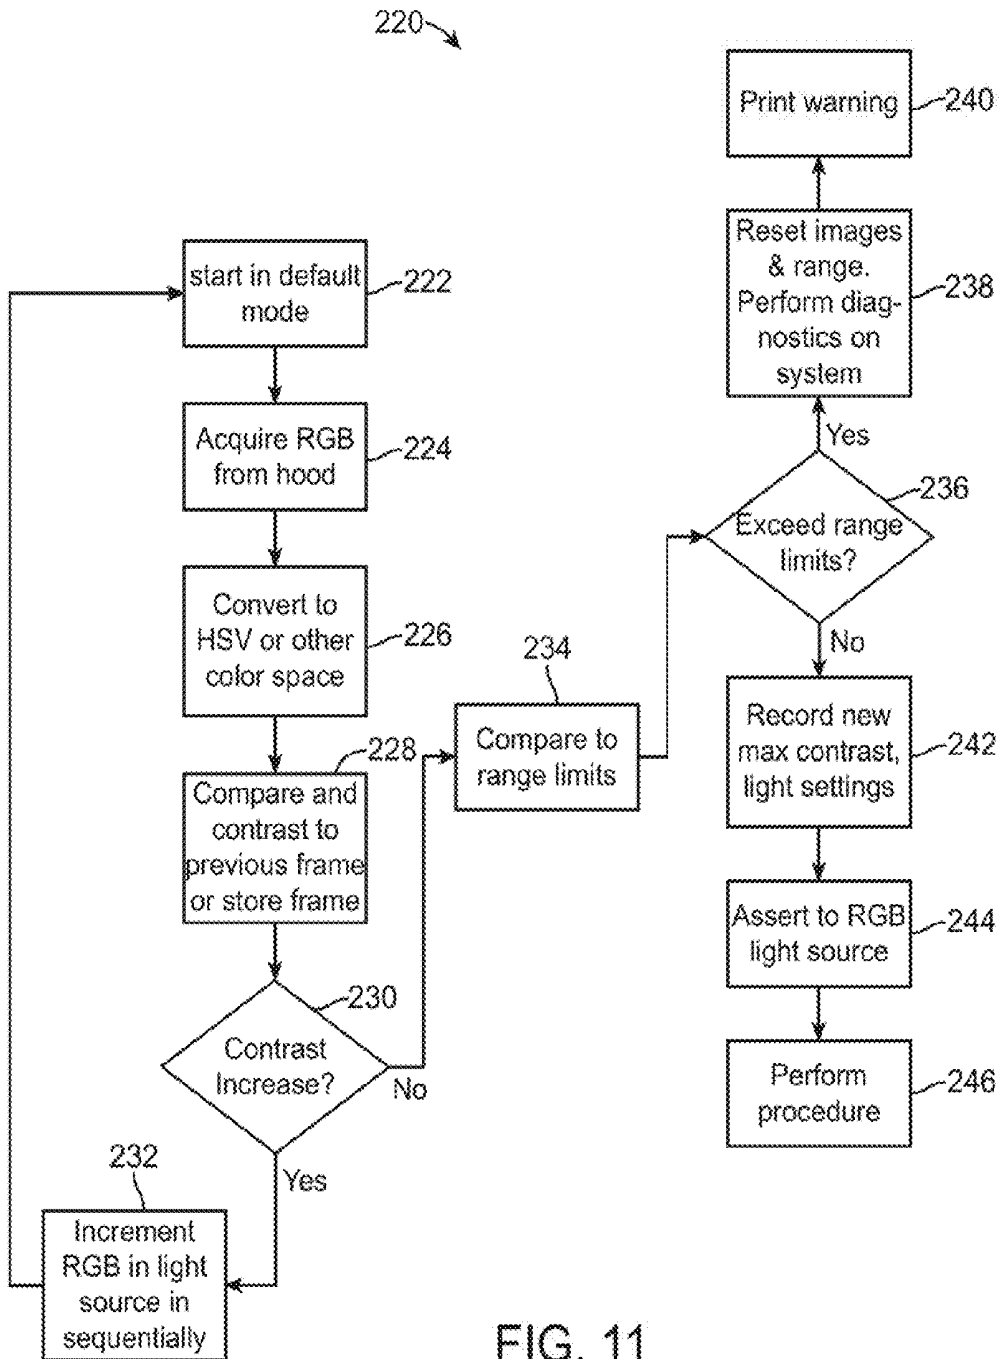 220
start in default
mode
222
Acquire RGB
from hood
224
Convert to
HSV or other
color space
226
228
Compare and
contrast to
previous frame
or store frame
230
Contrast
Increase?
No
Yes
232
Increment
RGB in light
source in
sequentially
234
Compare to
range limits
236
Exceed range
limits?
Yes
Reset images
& range.
Perform diag-
nostics on
system
238
Print warning
240
No
Record new
max contrast,
light settings
242
Assert to RGB
light source
244
Perform
procedure
246
FIG. 11